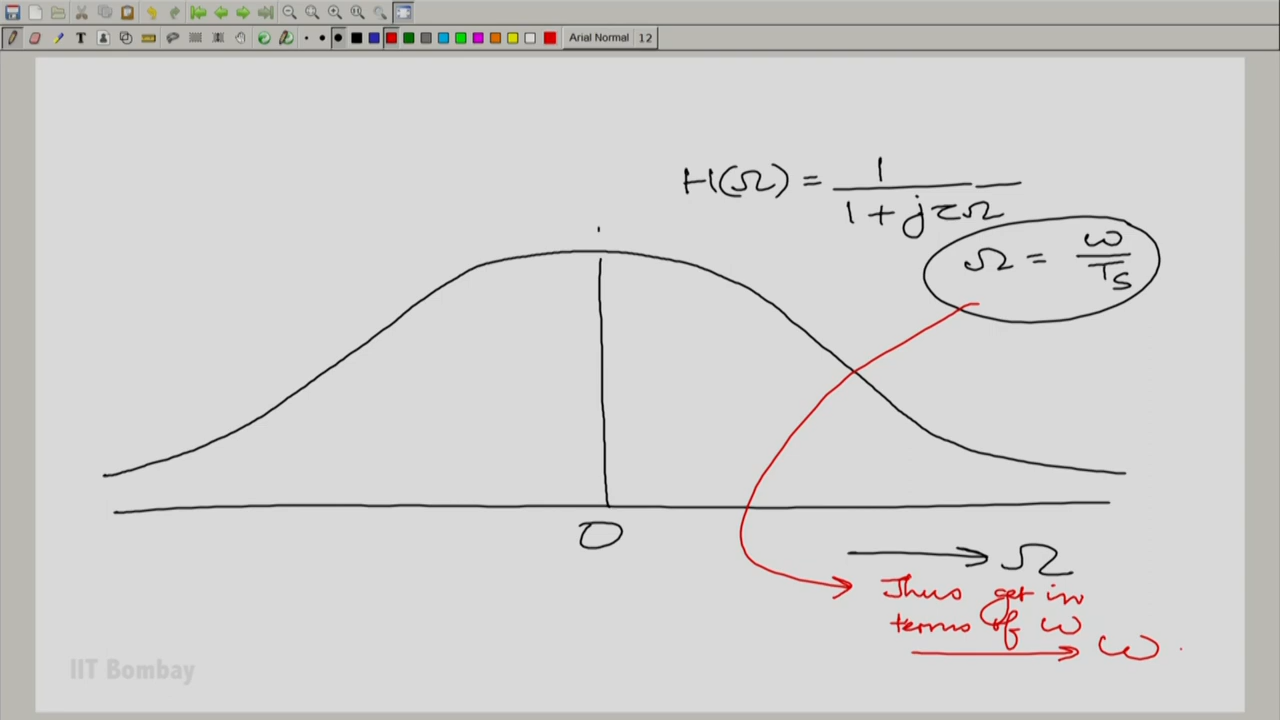 Arial Normal 12
H(Ω) = 1 / (1 + jτΩ)
Ω = ω / Ts
0
Ω
Thus get in
terms of ω
ω
IIT Bombay